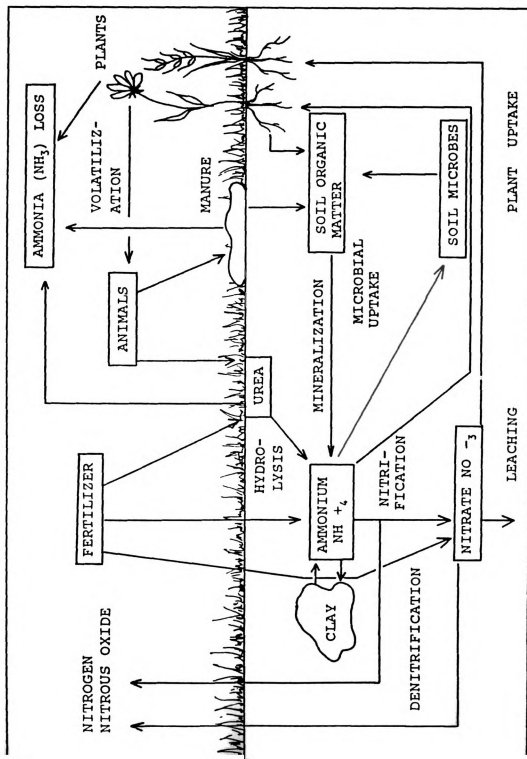 NITROGEN
NITROUS OXIDE
FERTILIZER
ANIMALS
VOLATILIZ-
ATION
AMMONIA (NH₃) LOSS
PLANTS
MANURE
UREA
HYDRO-
LYSIS
CLAY
AMMONIUM
NH +₄
MINERALIZATION
SOIL ORGANIC
MATTER
MICROBIAL
UPTAKE
NITRI-
FICATION
DENITRIFICATION
SOIL MICROBES
NITRATE NO ⁻₃
LEACHING
PLANT UPTAKE